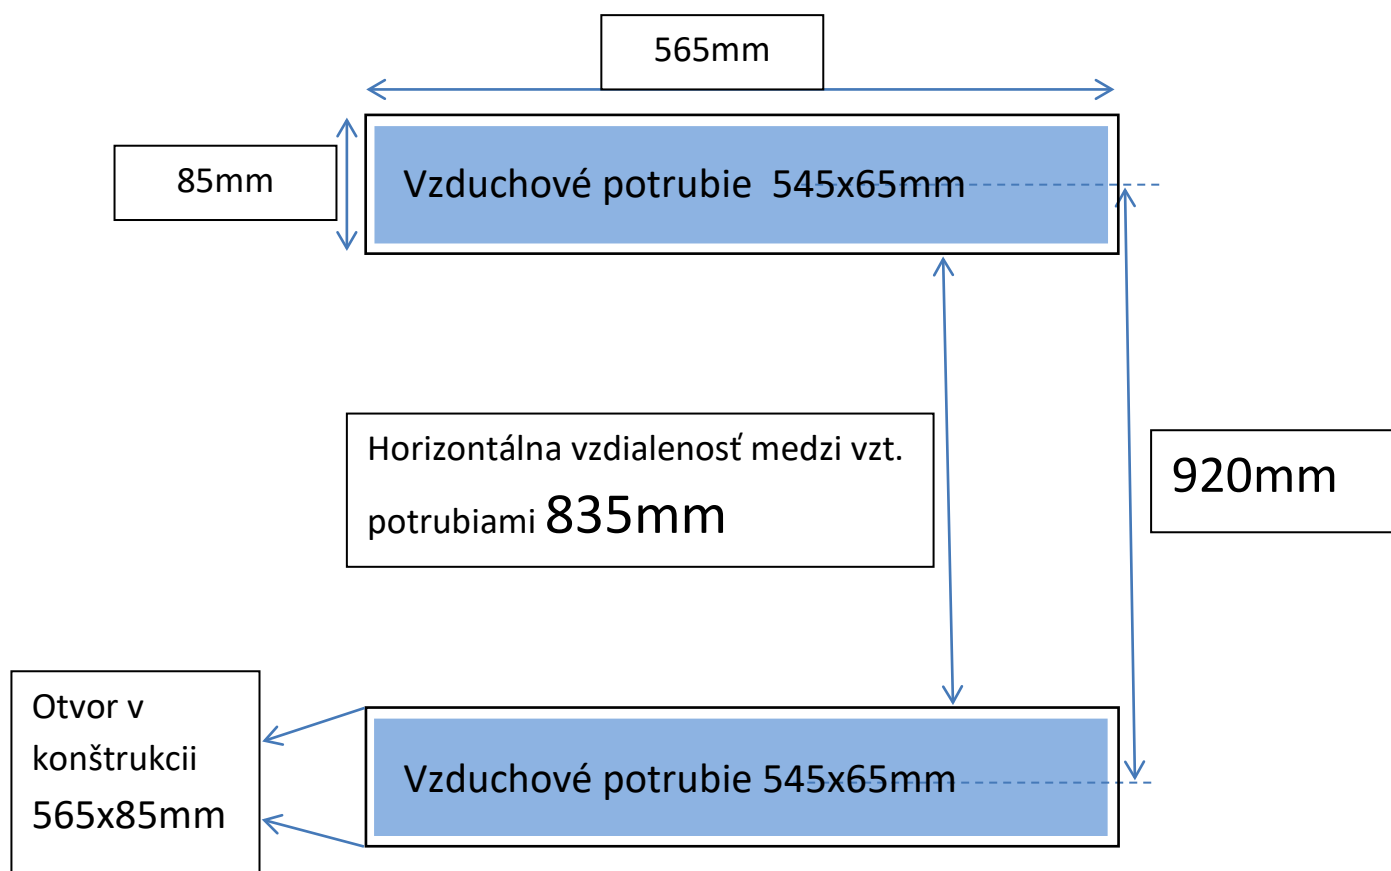 565mm
85mm
Vzduchové potrubie 545x65mm
Horizontálna vzdialenosť medzi vzt.
potrubiami 835mm
920mm
Otvor v
konštrukcii
565x85mm
Vzduchové potrubie 545x65mm